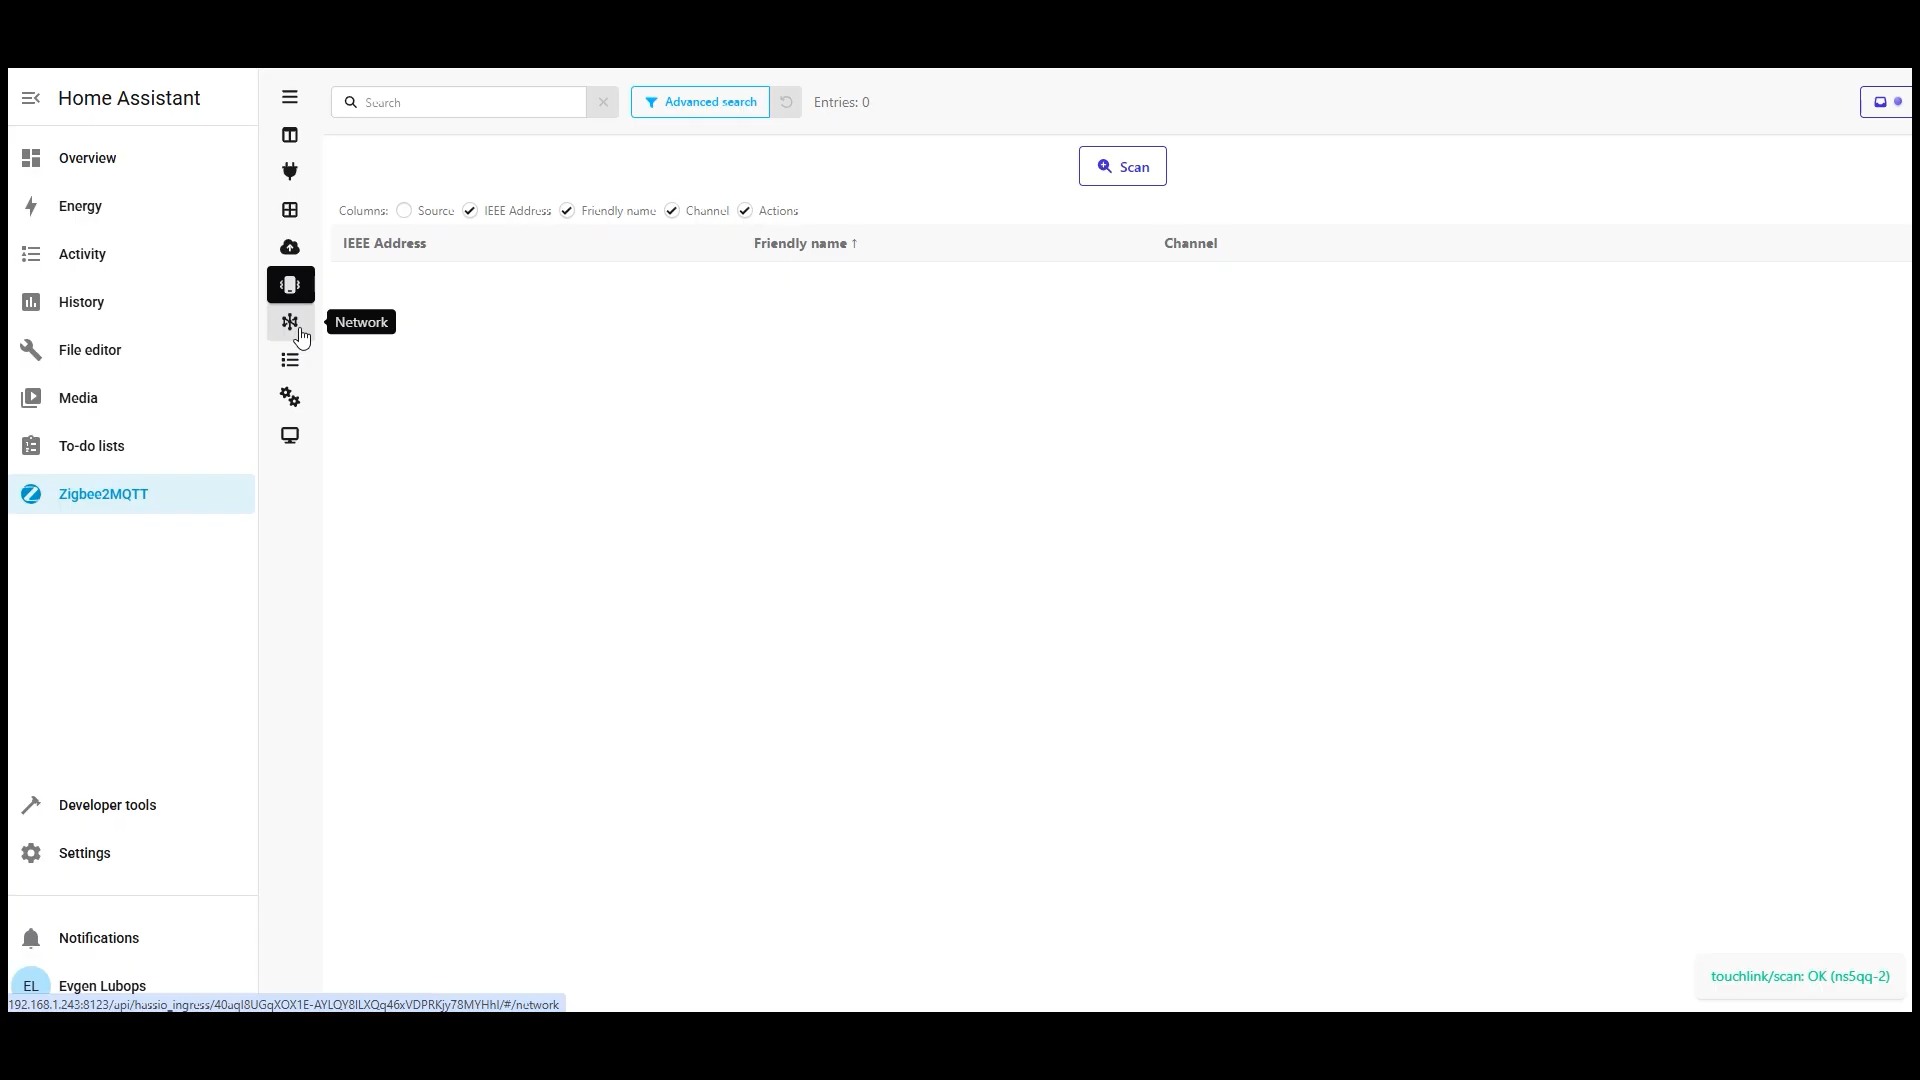 Home Assistant
Overview
Energy
Activity
History
File editor
Media
To-do lists
Zigbee2MQTT
Developer tools
Settings
Notifications
EL Evgen Lubops
Search
Advanced search
Entries: 0
Scan
Columns: Source IEEE Address Friendly name Channel Actions
IEEE Address Friendly name ↑ Channel
Network
touchlink/scan: OK (ns5qq-2)